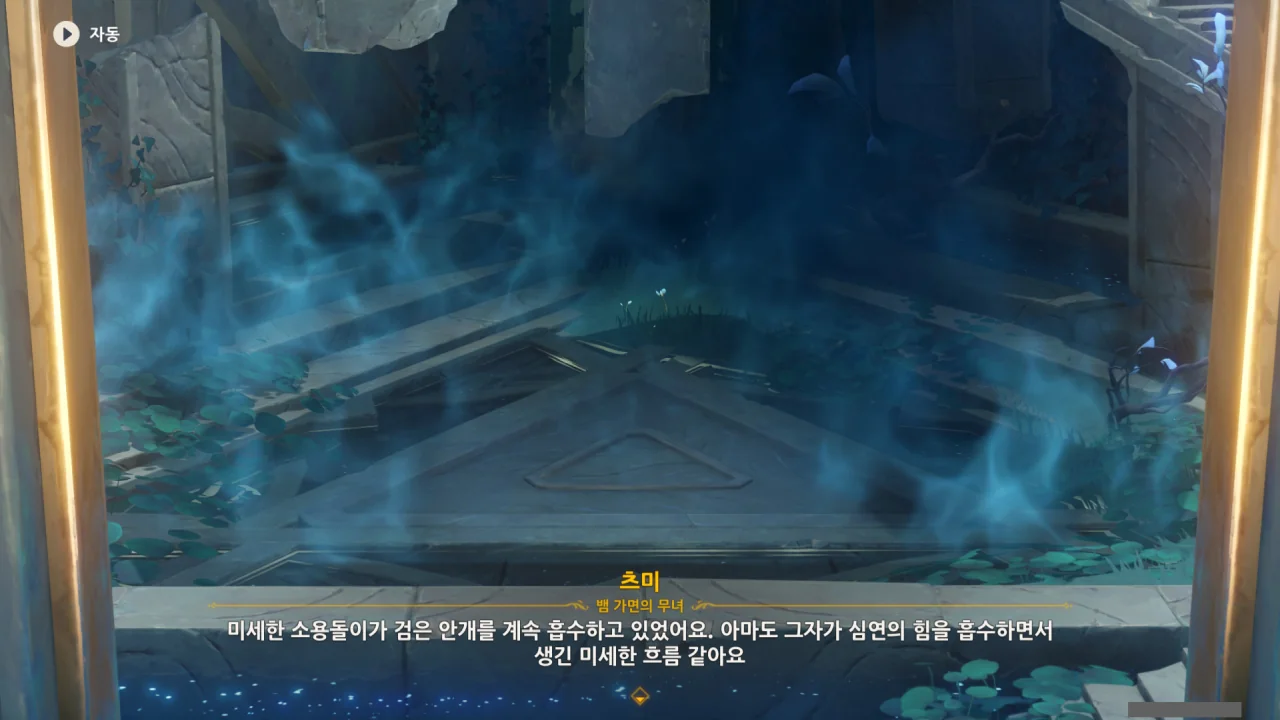 자동
츠미
뱀 가면의 무녀
미세한 소용돌이가 검은 안개를 계속 흡수하고 있었어요. 아마도 그자가 심연의 힘을 흡수하면서
생긴 미세한 흐름 같아요